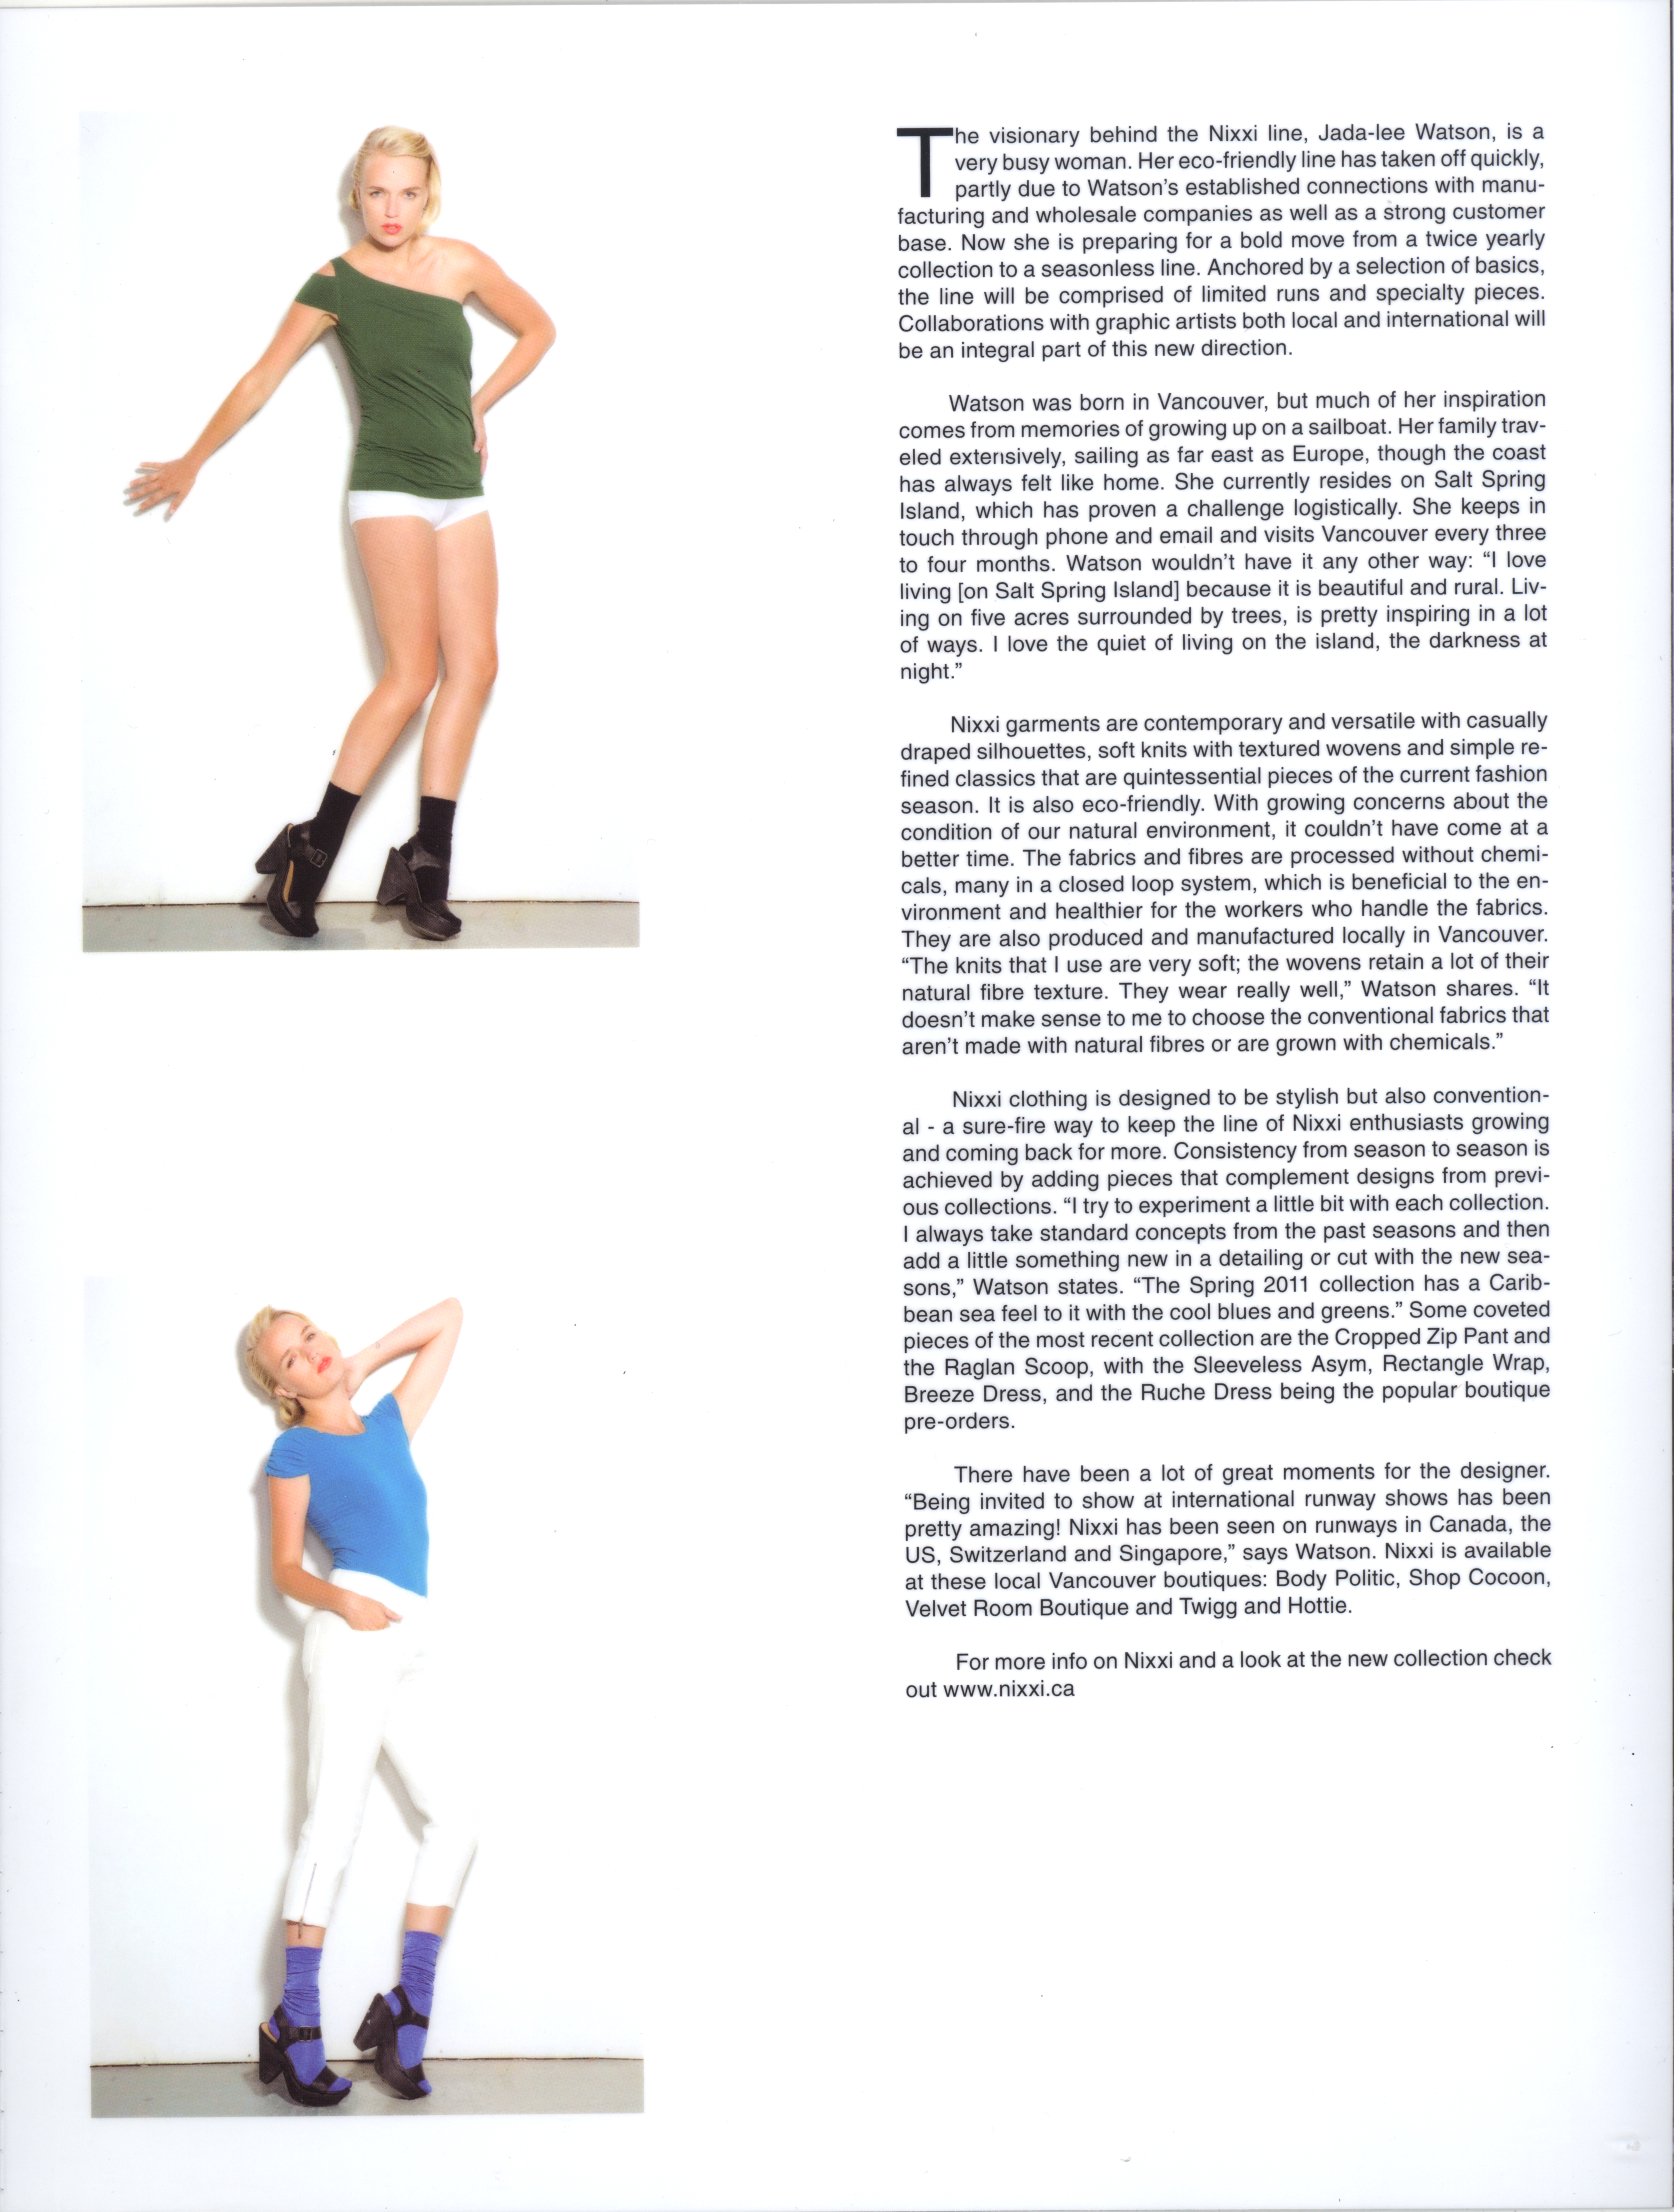 The visionary behind the Nixxi line, Jada-lee Watson, is a
very busy woman. Her eco-friendly line has taken off quickly,
partly due to Watson's established connections with manu-
facturing and wholesale companies as well as a strong customer
base. Now she is preparing for a bold move from a twice yearly
collection to a seasonless line. Anchored by a selection of basics,
the line will be comprised of limited runs and specialty pieces.
Collaborations with graphic artists both local and international will
be an integral part of this new direction.
Watson was born in Vancouver, but much of her inspiration
comes from memories of growing up on a sailboat. Her family trav-
eled extensively, sailing as far east as Europe, though the coast
has always felt like home. She currently resides on Salt Spring
Island, which has proven a challenge logistically. She keeps in
touch through phone and email and visits Vancouver every three
to four months. Watson wouldn't have it any other way: “I love
living [on Salt Spring Island] because it is beautiful and rural. Liv-
ing on five acres surrounded by trees, is pretty inspiring in a lot
of ways. I love the quiet of living on the island, the darkness at
night.”
Nixxi garments are contemporary and versatile with casually
draped silhouettes, soft knits with textured wovens and simple re-
fined classics that are quintessential pieces of the current fashion
season. It is also eco-friendly. With growing concerns about the
condition of our natural environment, it couldn't have come at a
better time. The fabrics and fibres are processed without chemi-
cals, many in a closed loop system, which is beneficial to the en-
vironment and healthier for the workers who handle the fabrics.
They are also produced and manufactured locally in Vancouver.
“The knits that I use are very soft; the wovens retain a lot of their
natural fibre texture. They wear really well,” Watson shares. “It
doesn't make sense to me to choose the conventional fabrics that
aren't made with natural fibres or are grown with chemicals.”
Nixxi clothing is designed to be stylish but also convention-
al - a sure-fire way to keep the line of Nixxi enthusiasts growing
and coming back for more. Consistency from season to season is
achieved by adding pieces that complement designs from previ-
ous collections. “I try to experiment a little bit with each collection.
I always take standard concepts from the past seasons and then
add a little something new in a detailing or cut with the new sea-
sons,” Watson states. “The Spring 2011 collection has a Carib-
bean sea feel to it with the cool blues and greens.” Some coveted
pieces of the most recent collection are the Cropped Zip Pant and
the Raglan Scoop, with the Sleeveless Asym, Rectangle Wrap,
Breeze Dress, and the Ruche Dress being the popular boutique
pre-orders.
There have been a lot of great moments for the designer.
“Being invited to show at international runway shows has been
pretty amazing! Nixxi has been seen on runways in Canada, the
US, Switzerland and Singapore,” says Watson. Nixxi is available
at these local Vancouver boutiques: Body Politic, Shop Cocoon,
Velvet Room Boutique and Twigg and Hottie.
For more info on Nixxi and a look at the new collection check
out www.nixxi.ca